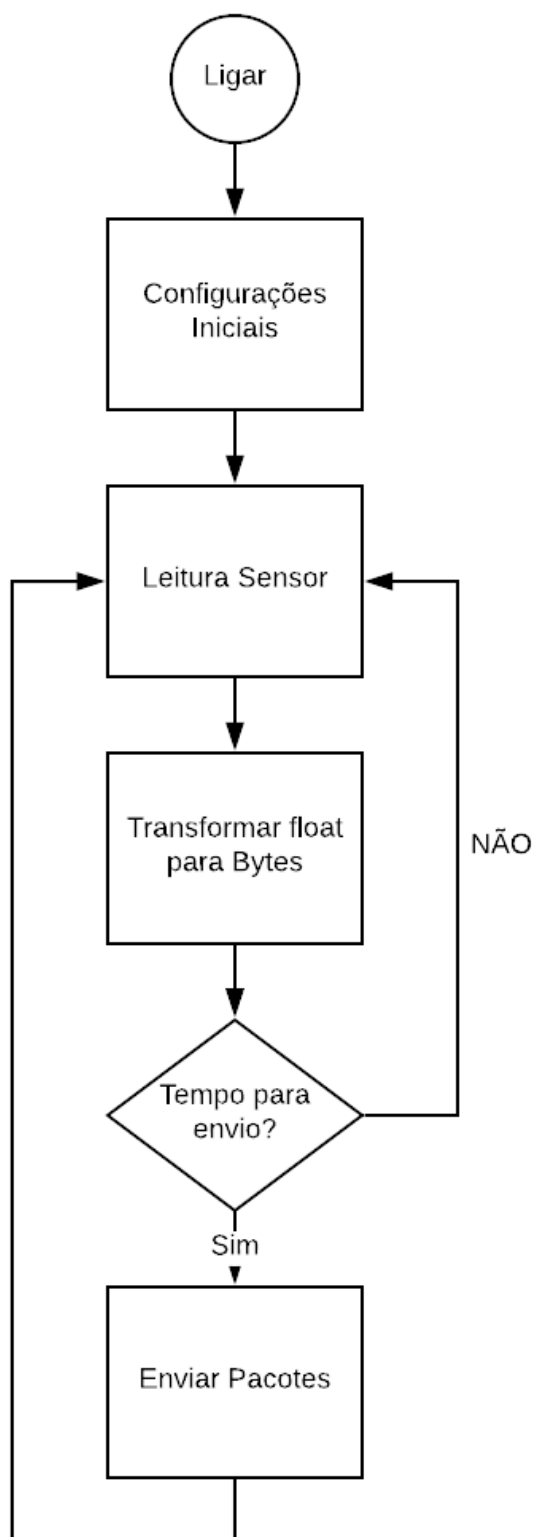 Ligar
Configurações
Iniciais
Leitura Sensor
Transformar float
para Bytes
NÃO
Tempo para
envio?
Sim
Enviar Pacotes